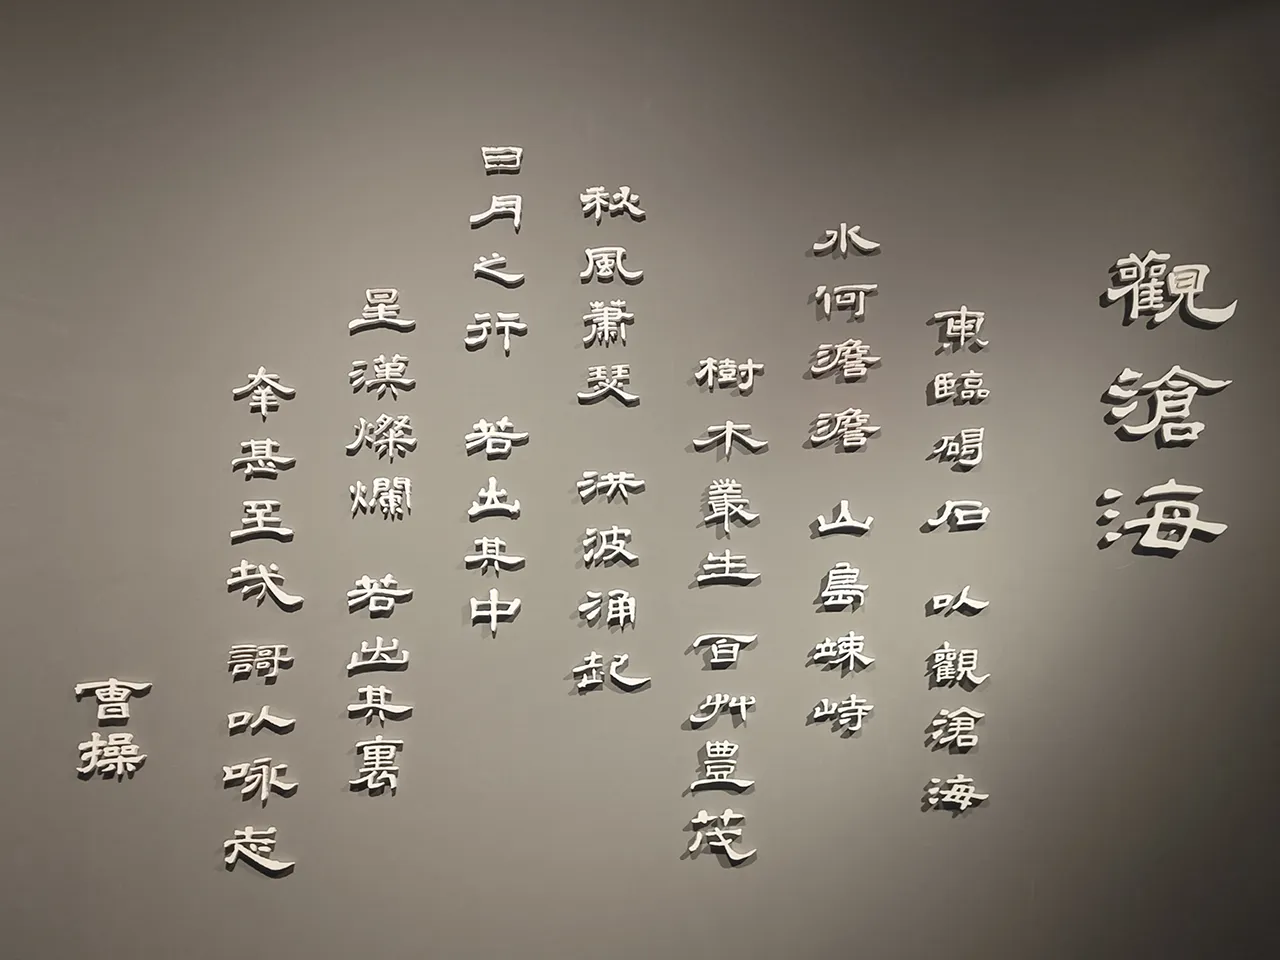 觀滄海
東臨碣石 以觀滄海
水何澹澹 山島竦峙
樹木叢生 百艸豐茂
秋風蕭瑟 洪波涌起
日月之行 若出其中
星漢燦爛 若出其裏
幸甚至哉 謌以咏志
曹操